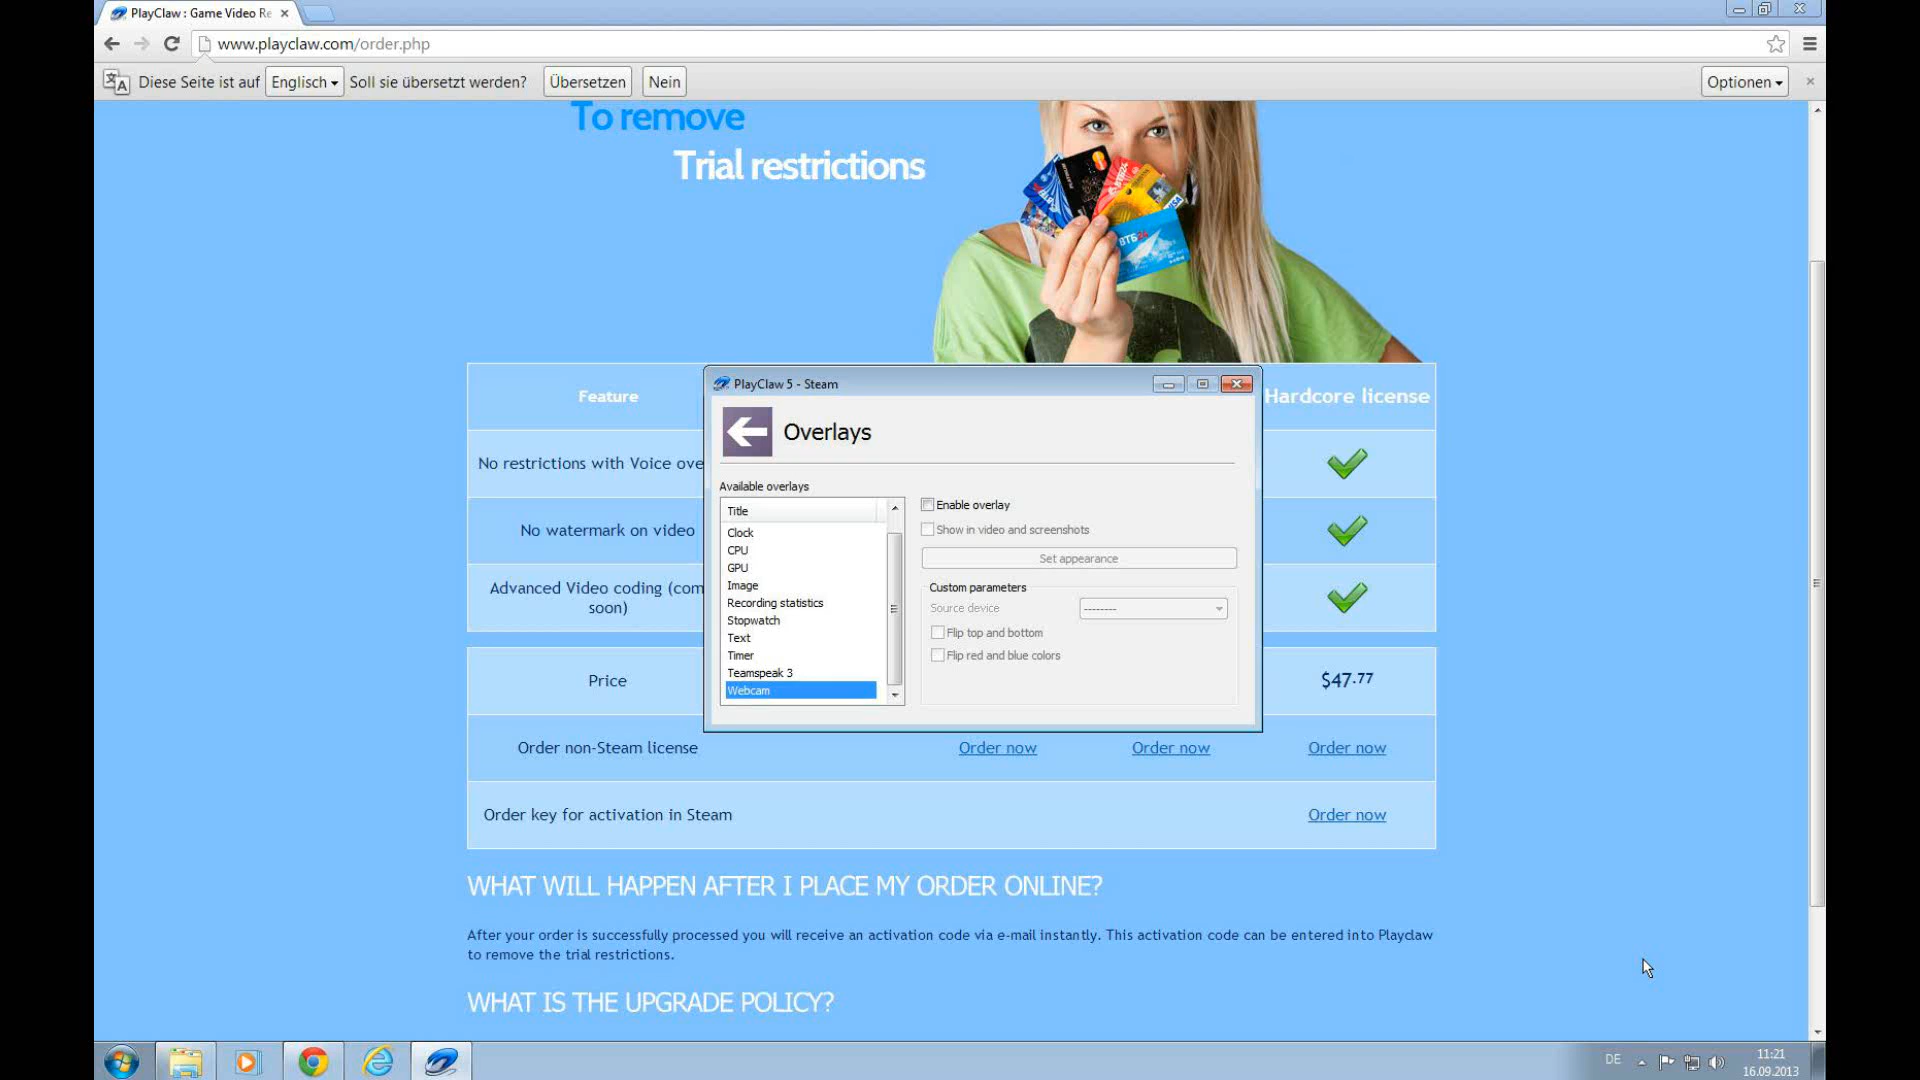 PlayClaw : Game Video Re
www.playclaw.com/order.php
Diese Seite ist auf Englisch Soll sie übersetzt werden? Übersetzen Nein Optionen
To remove
Trial restrictions
ВТБ24
VISA
PlayClaw 5 - Steam
Overlays
Available overlays
Title
Clock
CPU
GPU
Image
Recording statistics
Stopwatch
Text
Timer
Teamspeak 3
Webcam
Enable overlay
Show in video and screenshots
Set appearance
Custom parameters
Source device --------
Flip top and bottom
Flip red and blue colors
Feature Hardcore license
No restrictions with Voice ove
No watermark on video
Advanced Video coding (com
soon)
Price $47.77
Order non-Steam license Order now Order now Order now
Order key for activation in Steam Order now
WHAT WILL HAPPEN AFTER I PLACE MY ORDER ONLINE?
After your order is successfully processed you will receive an activation code via e-mail instantly. This activation code can be entered into Playclaw
to remove the trial restrictions.
WHAT IS THE UPGRADE POLICY?
DE 11:21
16.09.2013